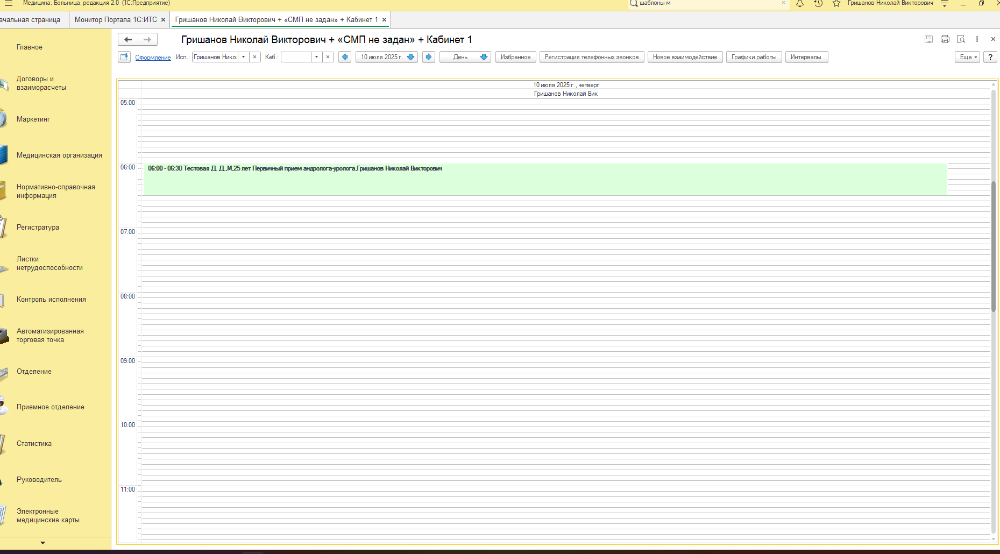 Медицина. Больница, редакция 2.0 (1С:Предприятие)
шаблоны м
Гришанов Николай Викторович
ачальная страница
Монитор Портала 1С:ИТС
Гришанов Николай Викторович + «СМП не задан» + Кабинет 1
Главное
Договоры и
взаиморасчеты
Маркетинг
Медицинская организация
Нормативно-справочная
информация
Регистратура
Листки
нетрудоспособности
Контроль исполнения
Автоматизированная
торговая точка
Отделение
Приемное отделение
Статистика
Руководитель
Электронные
медицинские карты
Гришанов Николай Викторович + «СМП не задан» + Кабинет 1
Оформление
Исп.:
Гришанов Нико.
Каб.:
10 июля 2025 г.
День
Избранное
Регистрация телефонных звонков
Новое взаимодействие
Графики работы
Интервалы
Еще
?
10 июля 2025 г., четверг
Гришанов Николай Вик
05:00
06:00
06:00 - 06:30 Тестовая Д. Д.,М,25 лет Первичный прием андролога-уролога,Гришанов Николай Викторович
07:00
08:00
09:00
10:00
11:00